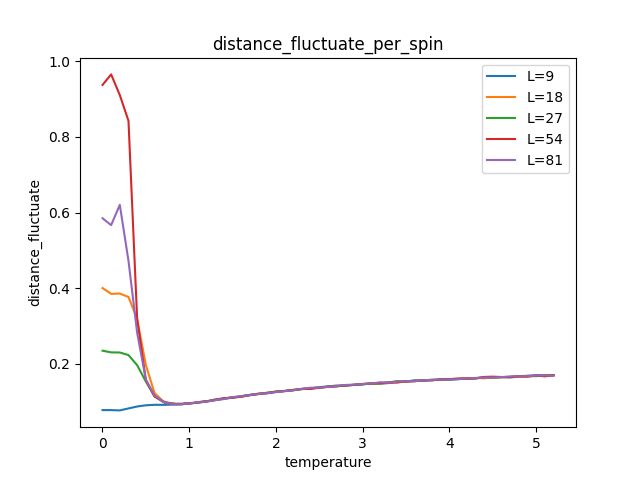 distance_fluctuate_per_spin
1.0
0.8
0.6
0.4
0.2
distance_fluctuate
L=9
L=18
L=27
L=54
L=81
0 1 2 3 4 5
temperature